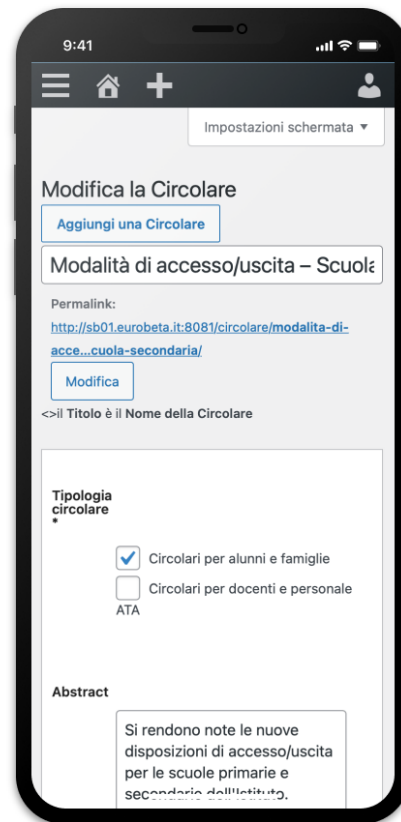 9:41
Impostazioni schermata ▼
Modifica la Circolare
Aggiungi una Circolare
Modalità di accesso/uscita – Scuola
Permalink:
http://sb01.eurobeta.it:8081/circolare/modalita-di-
acce...cuola-secondaria/
Modifica
<>il Titolo è il Nome della Circolare
Tipologia
circolare
*
Circolari per alunni e famiglie
Circolari per docenti e personale
ATA
Abstract
Si rendono note le nuove
disposizioni di accesso/uscita
per le scuole primarie e
secondarie dell'Istituto.